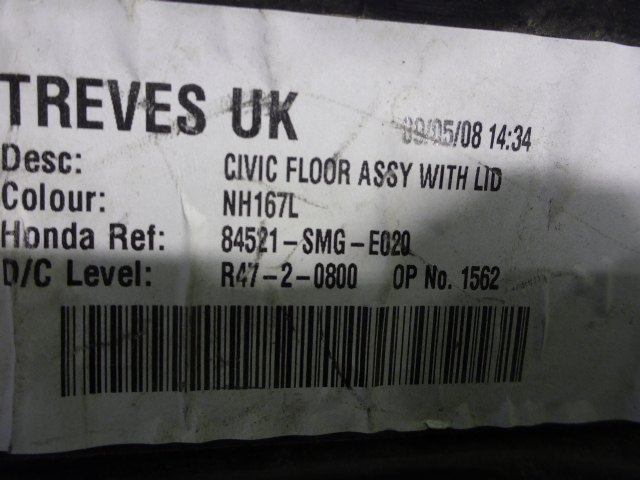 TREVES UK 09/05/08 14:34
Desc: CIVIC FLOOR ASSY WITH LID
Colour: NH167L
Honda Ref: 84521-SMG-E020
D/C Level: R47-2-0800 OP No. 1562